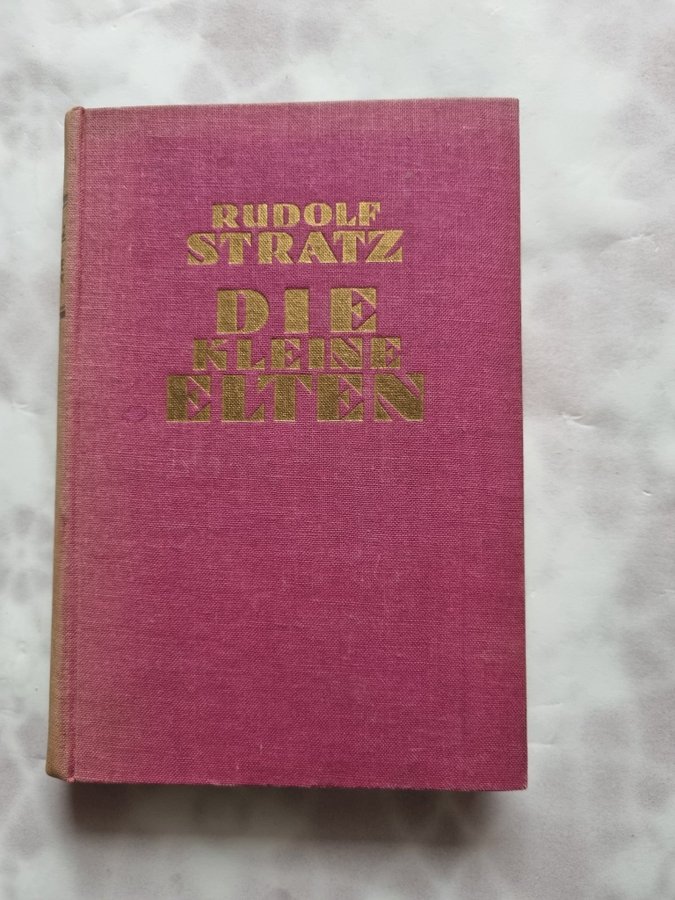 RUDOLF
STRATZ
DIE
KLEINE
ELTEN